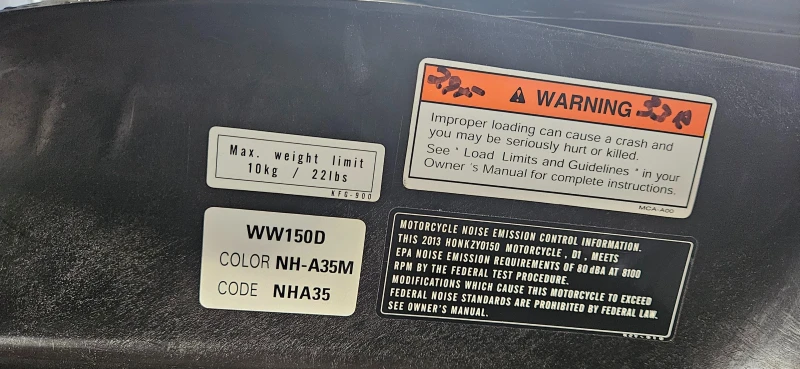 WARNING
Improper loading can cause a crash and
you may be seriously hurt or killed.
See " Load Limits and Guidelines " in your
Owner 's Manual for complete instructions.
MCA-A00
Max. weight limit
10kg / 22lbs
KFG-900
WW150D
COLOR NH-A35M
CODE NHA35
MOTORCYCLE NOISE EMISSION CONTROL INFORMATION.
THIS 2013 HONKZY0150 MOTORCYCLE , D1 , MEETS
EPA NOISE EMISSION REQUIREMENTS OF 80 dBA AT 8100
RPM BY THE FEDERAL TEST PROCEDURE.
MODIFICATIONS WHICH CAUSE THIS MOTORCYCLE TO EXCEED
FEDERAL NOISE STANDARDS ARE PROHIBITED BY FEDERAL LAW.
SEE OWNER'S MANUAL.